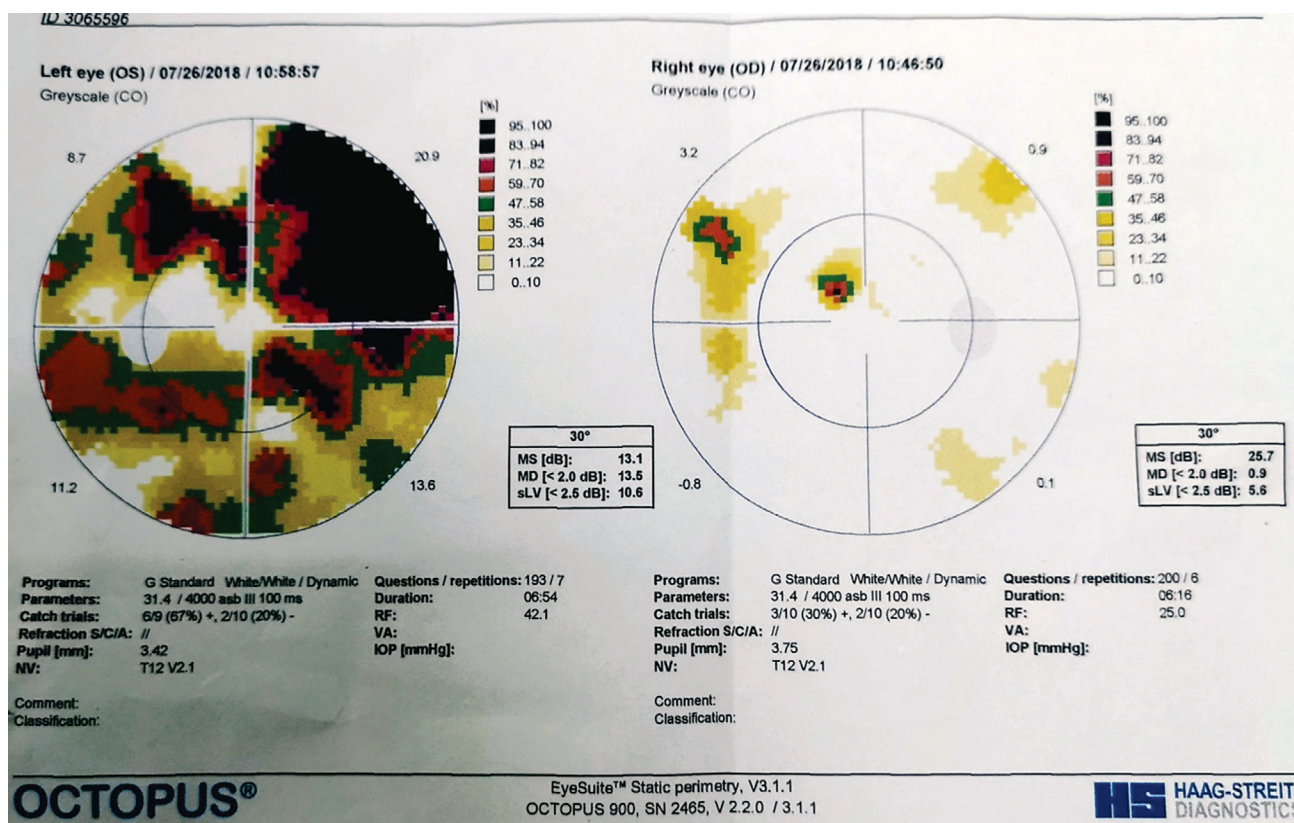 ID 3065596
Left eye (OS) / 07/26/2018 / 10:58:57
Greyscale (CO)
[%]
95..100
83..94
71..82
59..70
47..58
35..46
23..34
11..22
0..10
8.7
20.9
11.2
13.6
30°
MS [dB]: 13.1
MD [< 2.0 dB]: 13.5
sLV [< 2.5 dB]: 10.6
Programs: G Standard White/White / Dynamic
Parameters: 31.4 / 4000 asb III 100 ms
Catch trials: 6/9 (67%) +, 2/10 (20%) -
Refraction S/C/A: //
Pupil [mm]: 3.42
NV: T12 V2.1
Questions / repetitions: 193 / 7
Duration: 06:54
RF: 42.1
VA:
IOP [mmHg]:
Comment:
Classification:
Right eye (OD) / 07/26/2018 / 10:46:50
Greyscale (CO)
[%]
95..100
83..94
71..82
59..70
47..58
35..46
23..34
11..22
0..10
3.2
0.9
-0.8
0.1
30°
MS [dB]: 25.7
MD [< 2.0 dB]: 0.9
sLV [< 2.5 dB]: 5.6
Programs: G Standard White/White / Dynamic
Parameters: 31.4 / 4000 asb III 100 ms
Catch trials: 3/10 (30%) +, 2/10 (20%) -
Refraction S/C/A: //
Pupil [mm]: 3.75
NV: T12 V2.1
Questions / repetitions: 200 / 6
Duration: 06:16
RF: 25.0
VA:
IOP [mmHg]:
Comment:
Classification:
OCTOPUS®
EyeSuite™ Static perimetry, V3.1.1
OCTOPUS 900, SN 2465, V 2.2.0 / 3.1.1
HS HAAG-STREIT
DIAGNOSTICS